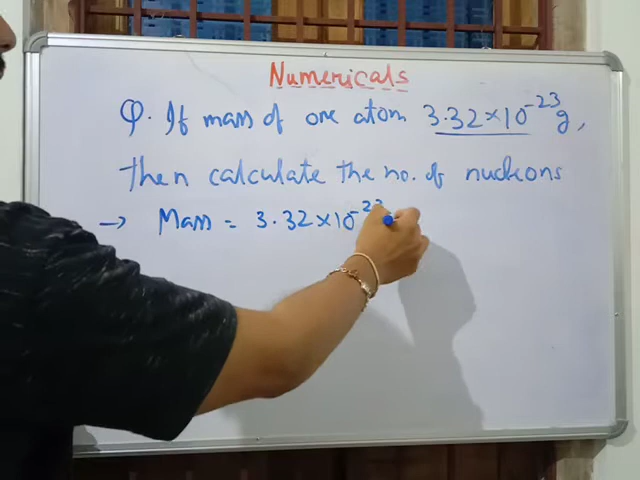 Numericals
Q. If mass of one atom 3.32×10⁻²³g,
then calculate the no. of nucleons
→ Mass = 3.32×10⁻²³